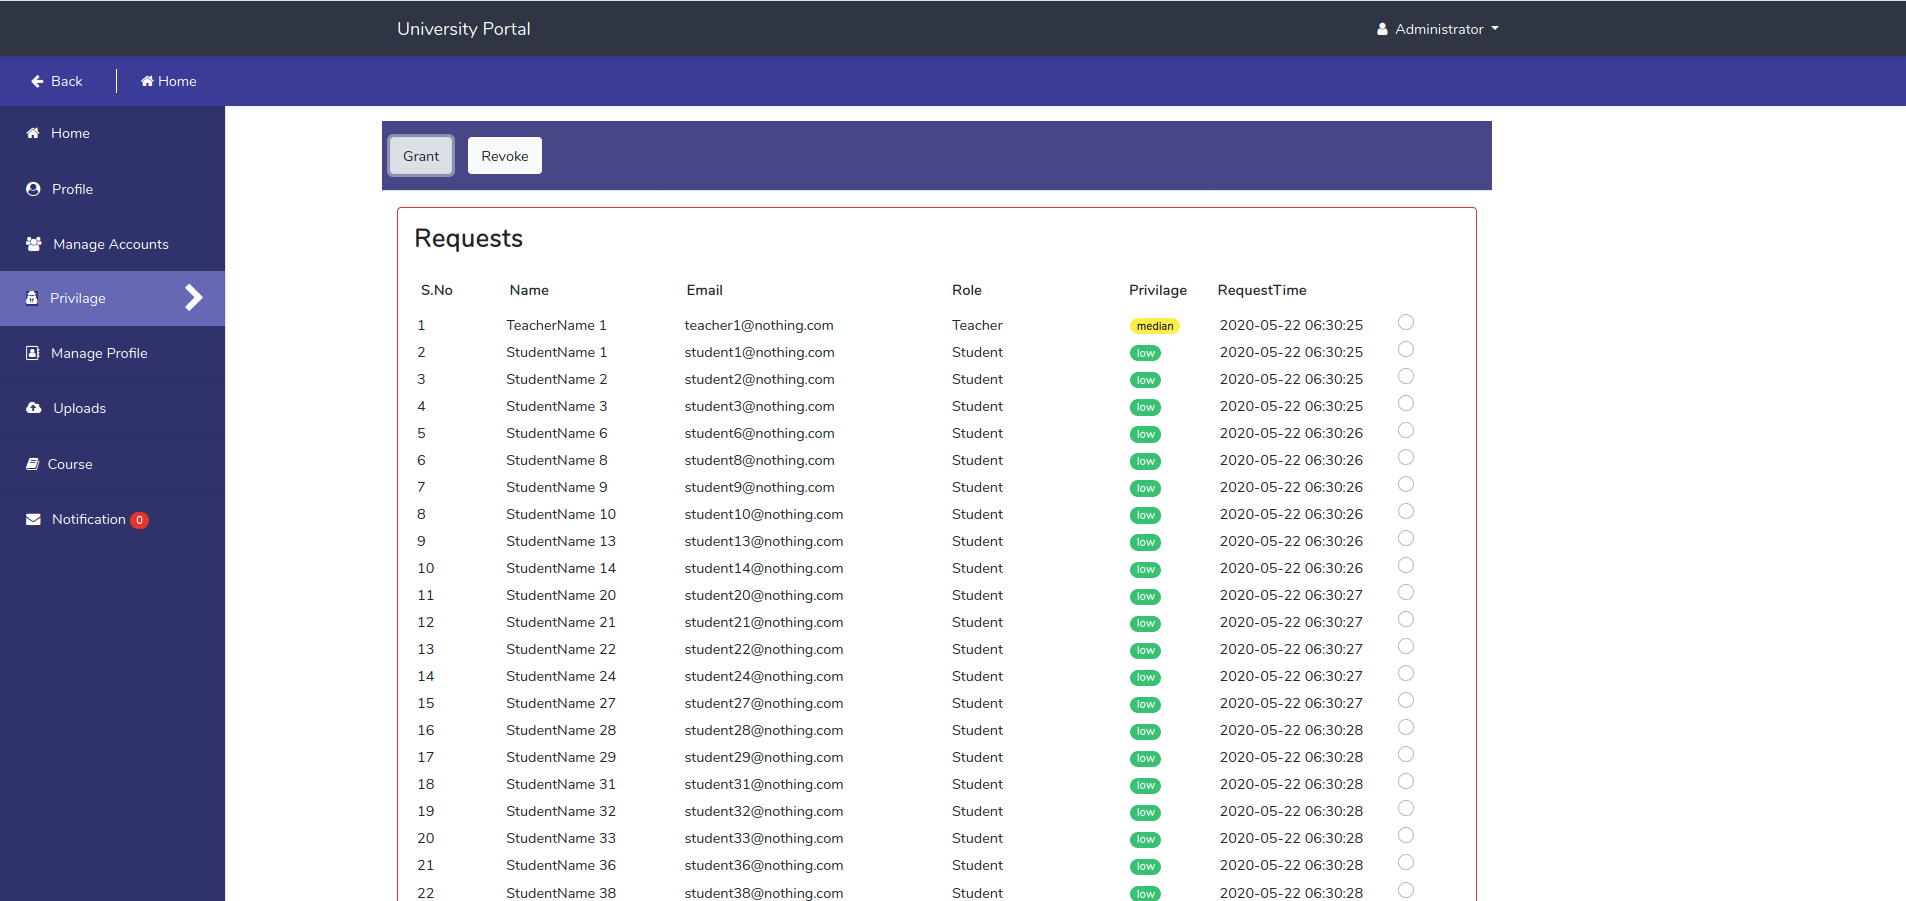 University Portal Administrator
Back Home
Home
Profile
Manage Accounts
Privilage
Manage Profile
Uploads
Course
Notification 0
Grant Revoke
Requests
S.No Name Email Role Privilage RequestTime
1 TeacherName 1 teacher1@nothing.com Teacher median 2020-05-22 06:30:25
2 StudentName 1 student1@nothing.com Student low 2020-05-22 06:30:25
3 StudentName 2 student2@nothing.com Student low 2020-05-22 06:30:25
4 StudentName 3 student3@nothing.com Student low 2020-05-22 06:30:25
5 StudentName 6 student6@nothing.com Student low 2020-05-22 06:30:26
6 StudentName 8 student8@nothing.com Student low 2020-05-22 06:30:26
7 StudentName 9 student9@nothing.com Student low 2020-05-22 06:30:26
8 StudentName 10 student10@nothing.com Student low 2020-05-22 06:30:26
9 StudentName 13 student13@nothing.com Student low 2020-05-22 06:30:26
10 StudentName 14 student14@nothing.com Student low 2020-05-22 06:30:26
11 StudentName 20 student20@nothing.com Student low 2020-05-22 06:30:27
12 StudentName 21 student21@nothing.com Student low 2020-05-22 06:30:27
13 StudentName 22 student22@nothing.com Student low 2020-05-22 06:30:27
14 StudentName 24 student24@nothing.com Student low 2020-05-22 06:30:27
15 StudentName 27 student27@nothing.com Student low 2020-05-22 06:30:27
16 StudentName 28 student28@nothing.com Student low 2020-05-22 06:30:28
17 StudentName 29 student29@nothing.com Student low 2020-05-22 06:30:28
18 StudentName 31 student31@nothing.com Student low 2020-05-22 06:30:28
19 StudentName 32 student32@nothing.com Student low 2020-05-22 06:30:28
20 StudentName 33 student33@nothing.com Student low 2020-05-22 06:30:28
21 StudentName 36 student36@nothing.com Student low 2020-05-22 06:30:28
22 StudentName 38 student38@nothing.com Student low 2020-05-22 06:30:28